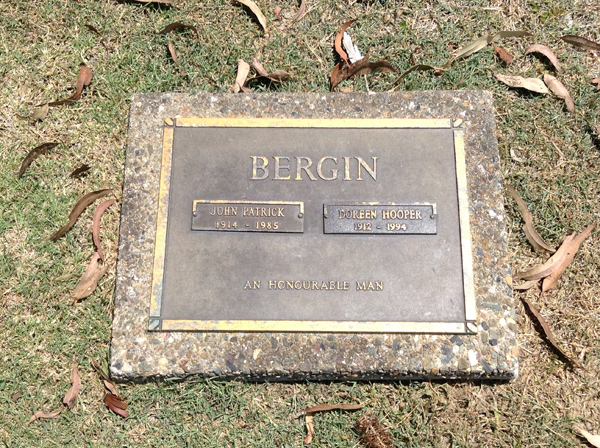 BERGIN
JOHN PATRICK
1914 - 1985
DOREEN HOOPER
1912 - 1994
AN HONOURABLE MAN